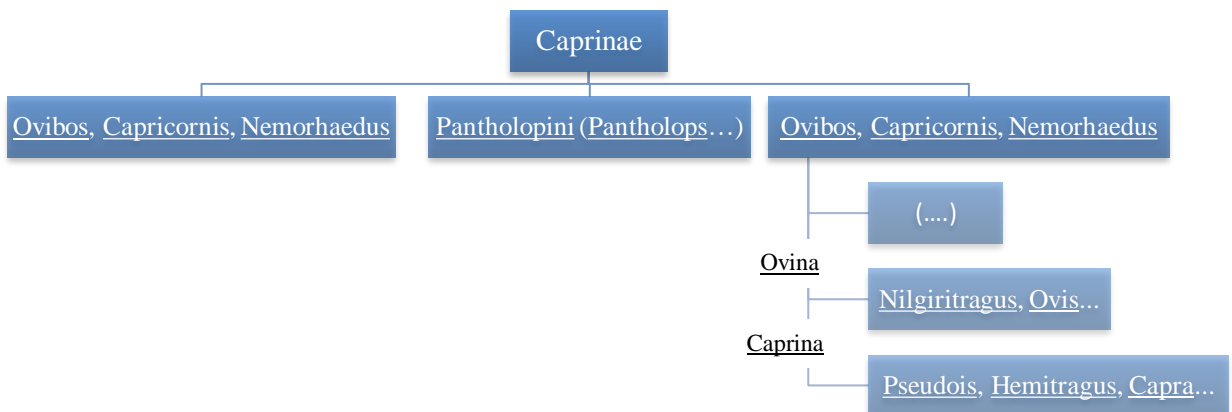 Caprinae
Ovibos, Capricornis, Nemorhaedus
Pantholopini (Pantholops…)
Ovibos, Capricornis, Nemorhaedus
(....)
Ovina
Nilgiritragus, Ovis...
Caprina
Pseudois, Hemitragus, Capra...